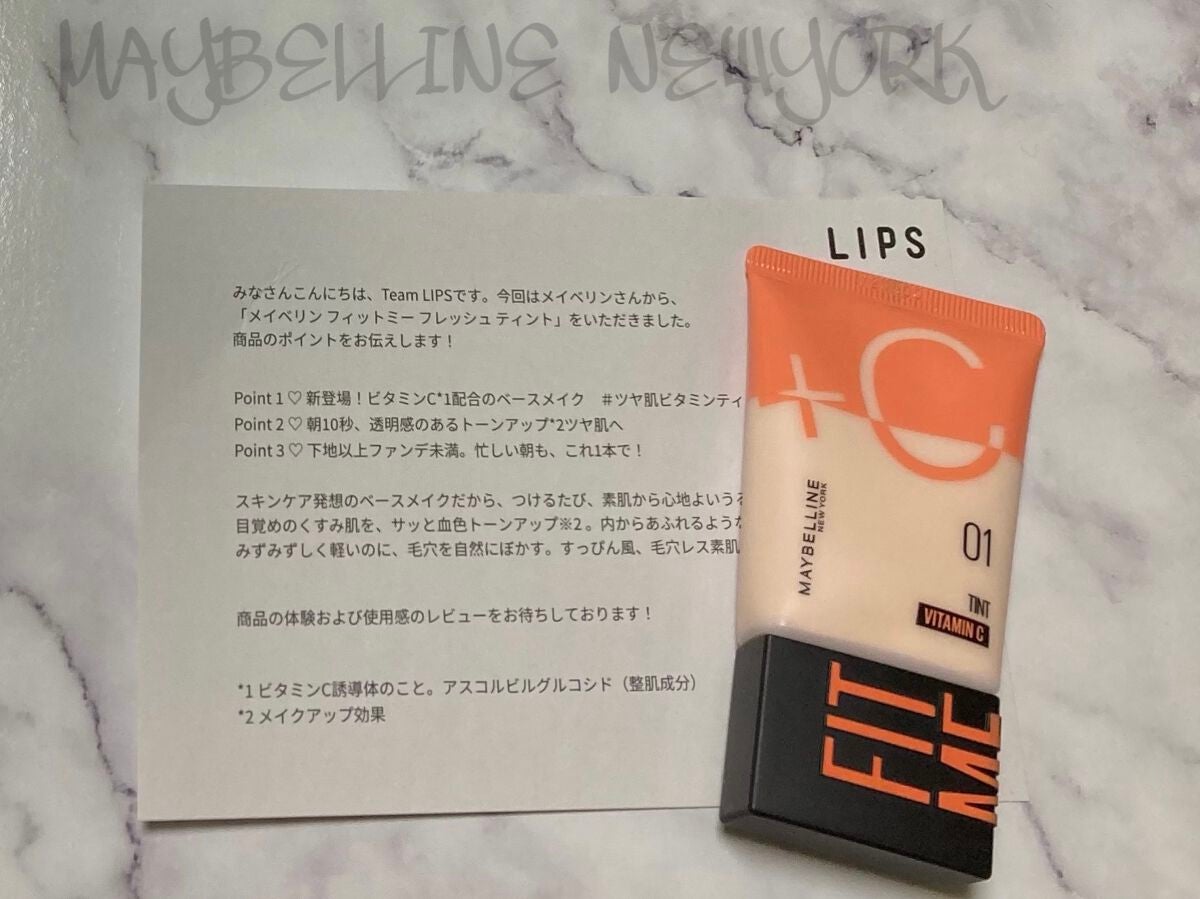 MAYBELLINE NEWYORK
LIPS
みなさんこんにちは、Team LIPSです。今回はメイベリンさんから、
「メイベリン フィットミー フレッシュ ティント」をいただきました。
商品のポイントをお伝えします！
Point 1 ♡ 新登場！ビタミンC*1配合のベースメイク　＃ツヤ肌ビタミンティ
Point 2 ♡ 朝10秒、透明感のあるトーンアップ*2ツヤ肌へ
Point 3 ♡ 下地以上ファンデ未満。忙しい朝も、これ1本で！
スキンケア発想のベースメイクだから、つけるたび、素肌から心地よいうる
目覚めのくすみ肌を、サッと血色トーンアップ※2 。内からあふれるような
みずみずしく軽いのに、毛穴を自然にぼかす。すっぴん風、毛穴レス素肌
商品の体験および使用感のレビューをお待ちしております！
*1 ビタミンC誘導体のこと。アスコルビルグルコシド（整肌成分）
*2 メイクアップ効果
+C
MAYBELLINE
NEW YORK
01
TINT
VITAMIN C
FIT
ME